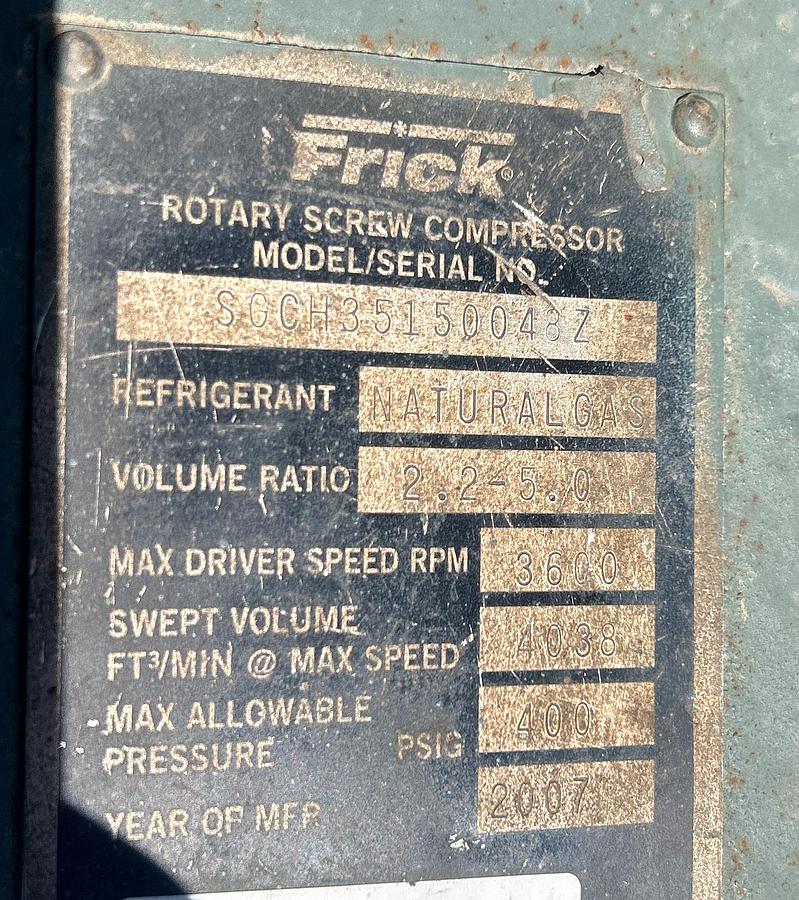 Frick®
ROTARY SCREW COMPRESSOR
MODEL/SERIAL NO.
SGCH35150048Z
REFRIGERANT NATURALGAS
VOLUME RATIO 2.2-5.0
MAX DRIVER SPEED RPM 3600
SWEPT VOLUME
FT³/MIN @ MAX SPEED 4038
MAX ALLOWABLE
PRESSURE PSIG 400
YEAR OF MFR 2007